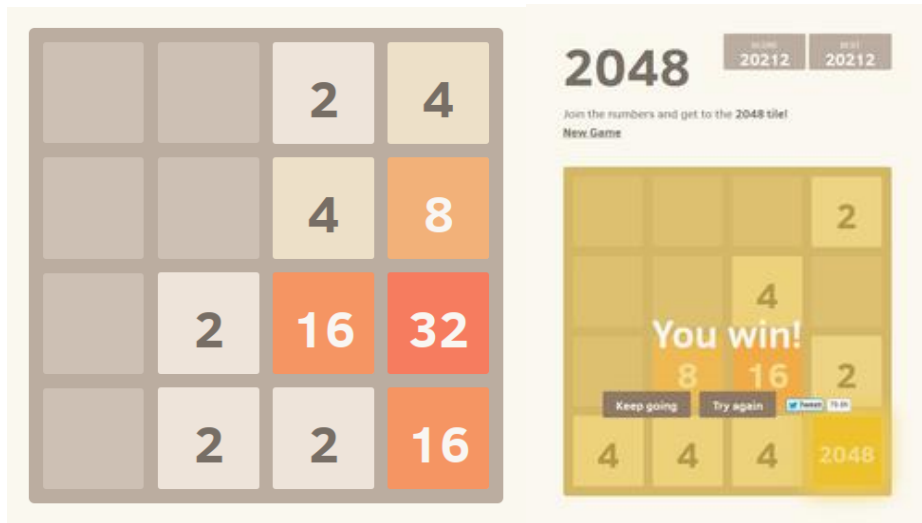 2 4
4 8
2 16 32
2 2 16
2048
SCORE BEST
20212 20212
Join the numbers and get to the 2048 tile!
New Game
2
4
You win!
8 16 2
Keep going Try again Tweet
4 4 4 2048